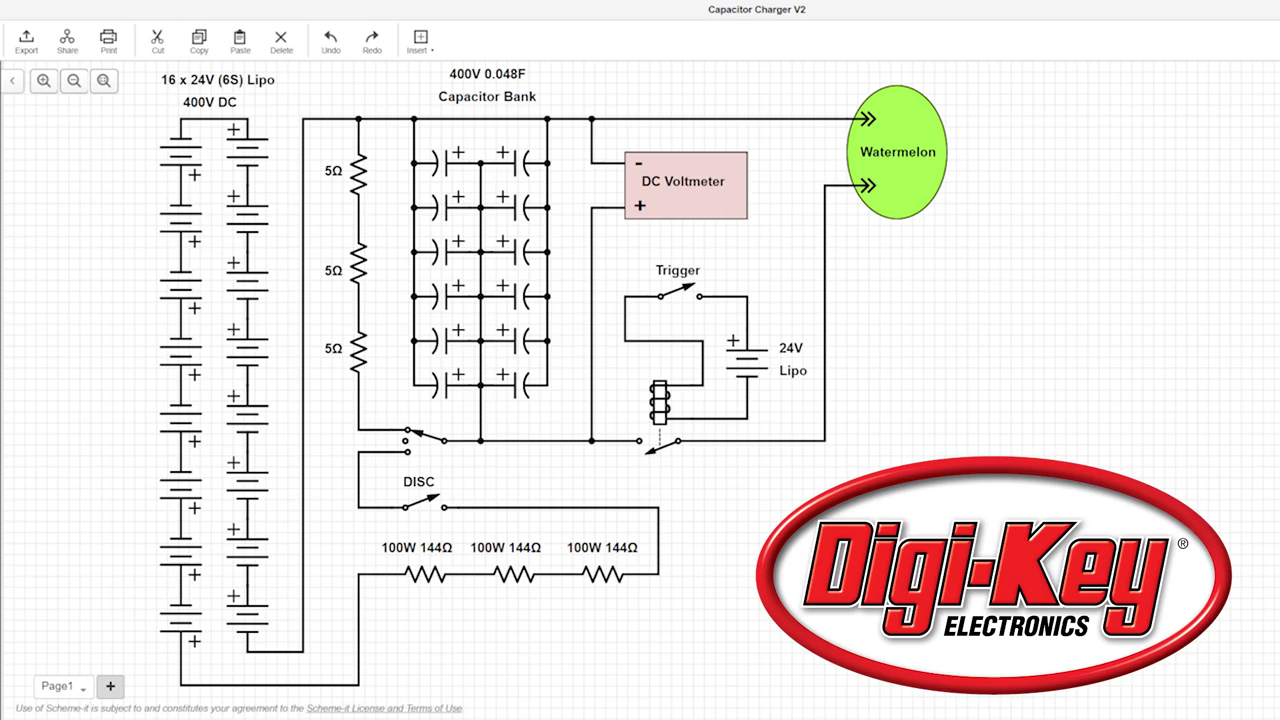 Capacitor Charger V2
Export
Share
Print
Cut
Copy
Paste
Delete
Undo
Redo
Insert
16 x 24V (6S) Lipo
400V DC
400V 0.048F
Capacitor Bank
5Ω
5Ω
5Ω
-
DC Voltmeter
+
Watermelon
Trigger
24V
Lipo
DISC
100W 144Ω
100W 144Ω
100W 144Ω
Digi-Key®
ELECTRONICS
Page1
Use of Scheme-it is subject to and constitutes your agreement to the Scheme-it License and Terms of Use.